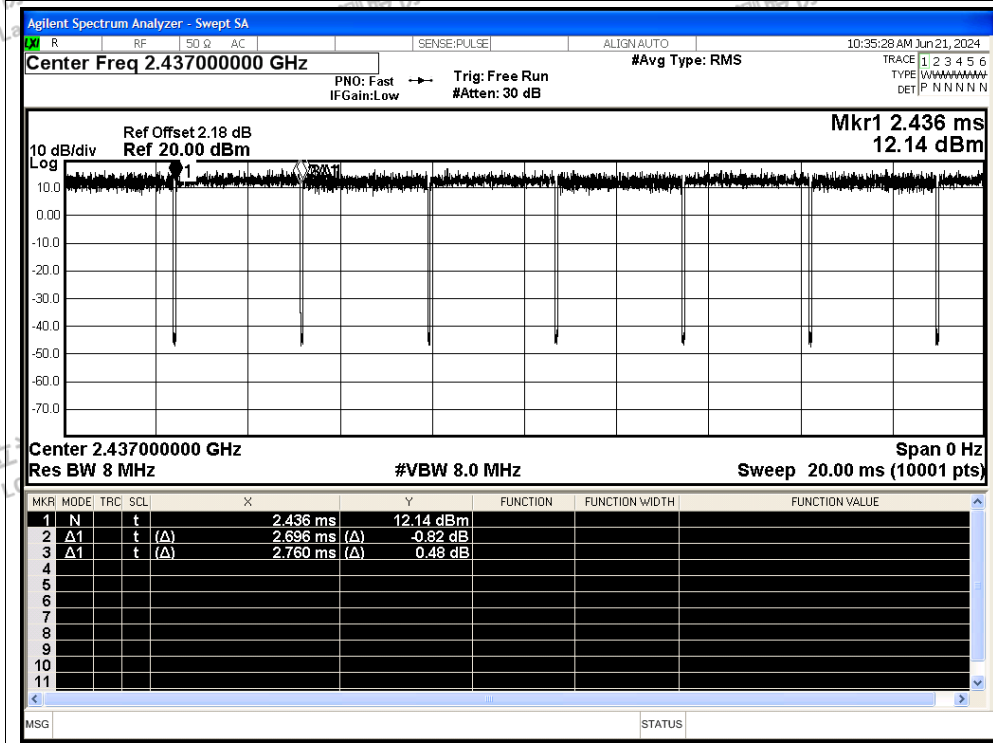 Agilent Spectrum Analyzer - Swept SA
LXI R RF 50 Ω AC SENSE:PULSE ALIGN AUTO 10:35:28 AM Jun 21, 2024
Center Freq 2.437000000 GHz #Avg Type: RMS TRACE 1 2 3 4 5 6
PNO: Fast Trig: Free Run TYPE
IFGain:Low #Atten: 30 dB DET P N N N N N
Mkr1 2.436 ms
Ref Offset 2.18 dB
10 dB/div Ref 20.00 dBm 12.14 dBm
Log
1
10.0
0.00
-10.0
-20.0
-30.0
-40.0
-50.0
-60.0
-70.0
Center 2.437000000 GHz Span 0 Hz
Res BW 8 MHz #VBW 8.0 MHz Sweep 20.00 ms (10001 pts)
MKR MODE TRC SCL X Y FUNCTION FUNCTION WIDTH FUNCTION VALUE
1 N t 2.436 ms 12.14 dBm
2 Δ1 t (Δ) 2.696 ms (Δ) -0.82 dB
3 Δ1 t (Δ) 2.760 ms (Δ) 0.48 dB
4
5
6
7
8
9
10
11
MSG STATUS